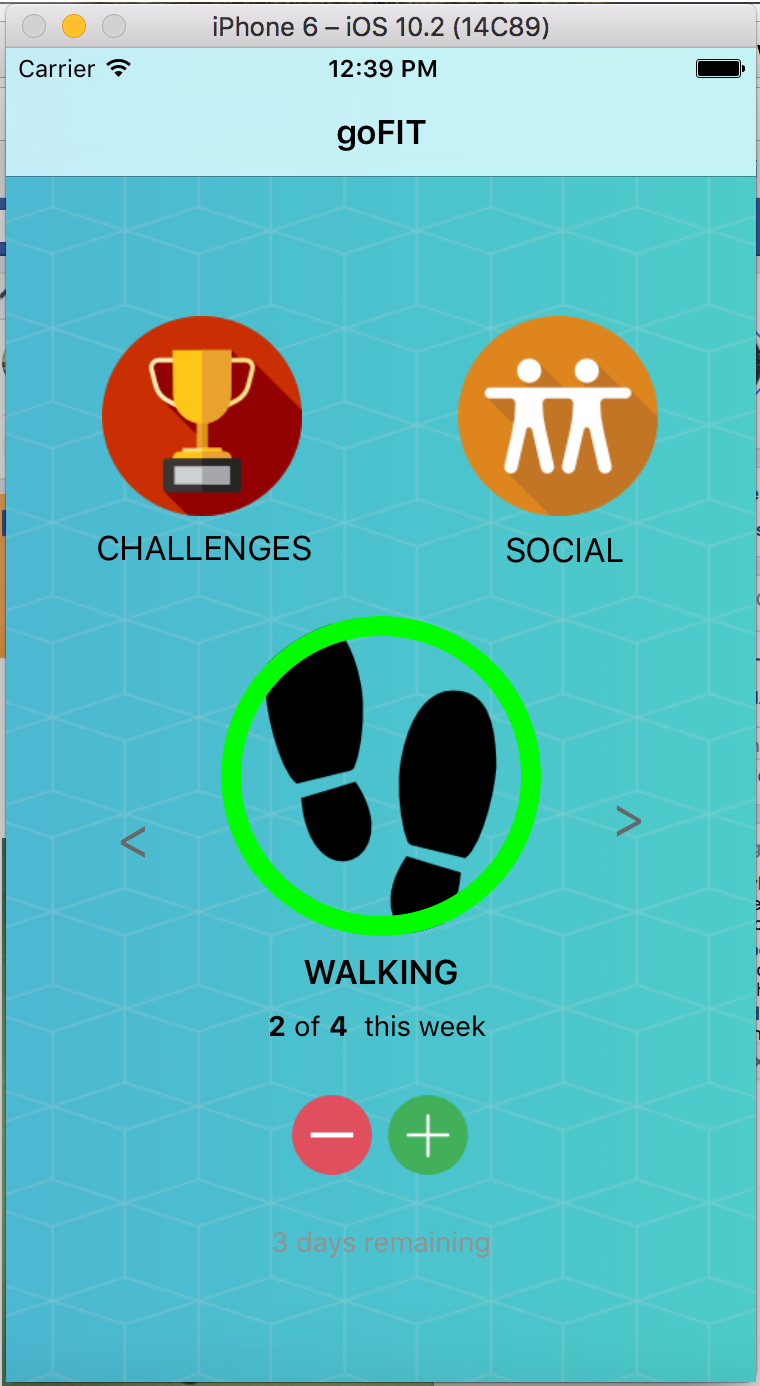 iPhone 6 – iOS 10.2 (14C89)
Carrier 12:39 PM
goFIT
CHALLENGES SOCIAL
< >
WALKING
2 of 4 this week
3 days remaining